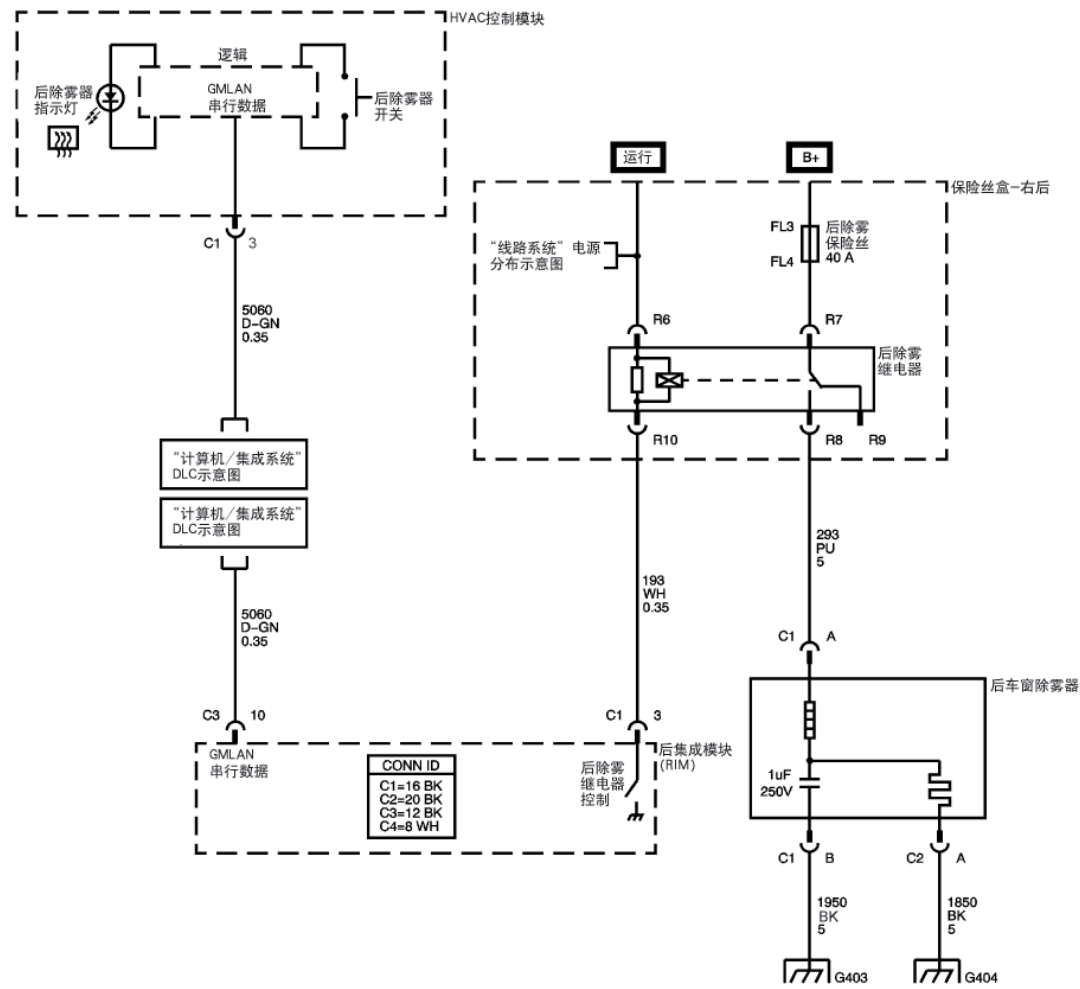 HVAC控制模块
逻辑
GMLAN
串行数据
后除雾器
指示灯
后除雾器
开关
C1 3
5060
D-GN
0.35
“计算机/集成系统”
DLC示意图
“计算机/集成系统”
DLC示意图
5060
D-GN
0.35
C3 10
GMLAN
串行数据
CONN ID
C1=16 BK
C2=20 BK
C3=12 BK
C4=8 WH
运行
B+
保险丝盒-右后
“线路系统” 电源
分布示意图
FL3
FL4
后除雾
保险丝
40 A
R6
R7
后除雾
继电器
R10
R8
R9
193
WH
0.35
293
PU
5
C1 3
后集成模块
(RIM)
后除雾
继电器
控制
C1 A
后车窗除雾器
1uF
250V
C1 B
C2 A
1950
BK
5
1850
BK
5
G403
G404